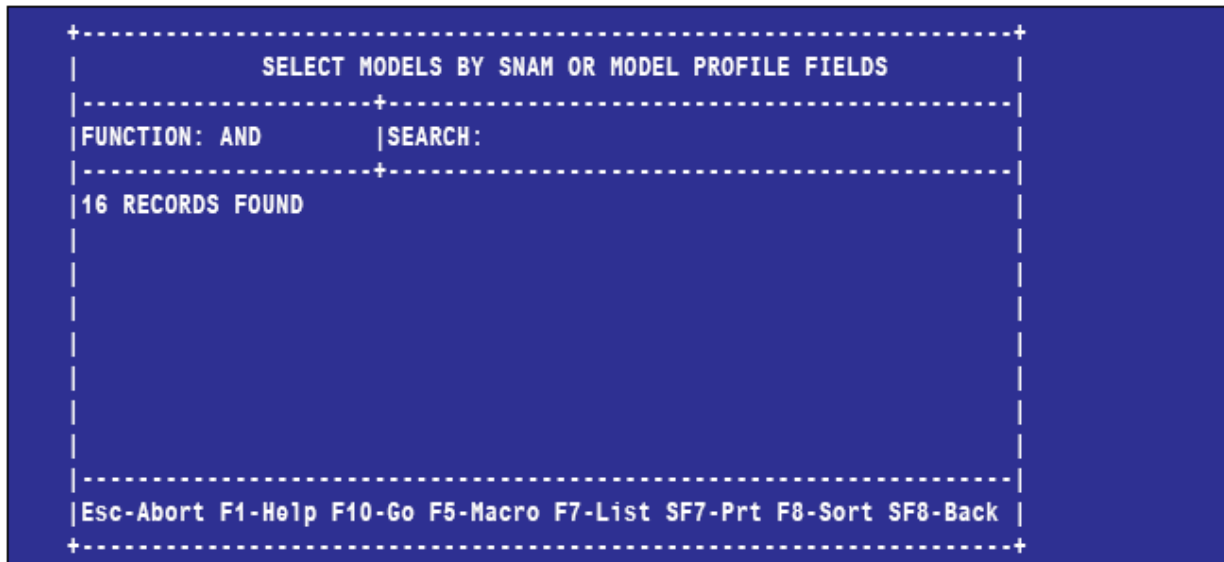 SELECT MODELS BY SNAM OR MODEL PROFILE FIELDS
FUNCTION: AND |SEARCH:
16 RECORDS FOUND
Esc-Abort F1-Help F10-Go F5-Macro F7-List SF7-Prt F8-Sort SF8-Back